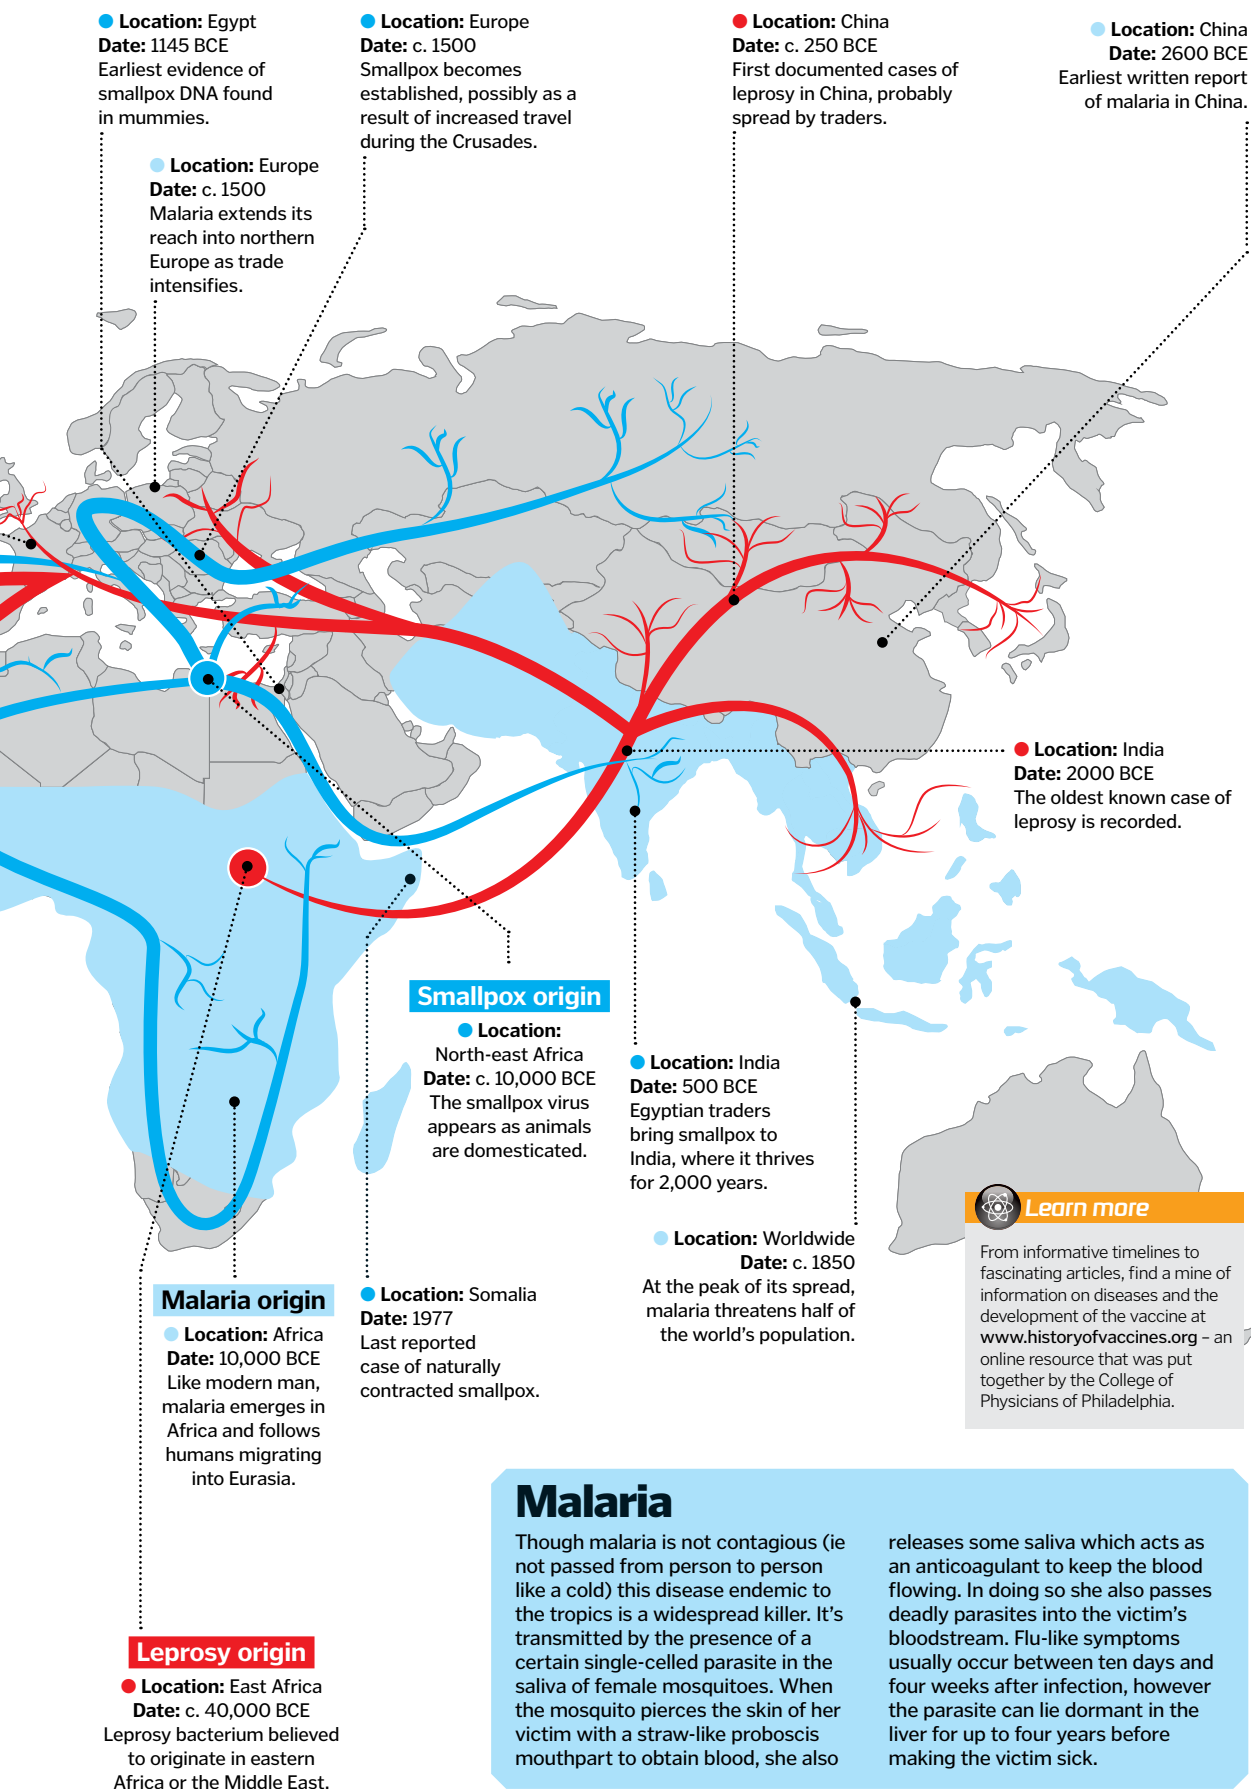 Location: Egypt
Date: 1145 BCE
Earliest evidence of
smallpox DNA found
in mummies.
Location: Europe
Date: c. 1500
Smallpox becomes
established, possibly as a
result of increased travel
during the Crusades.
Location: China
Date: c. 250 BCE
First documented cases of
leprosy in China, probably
spread by traders.
Location: China
Date: 2600 BCE
Earliest written report
of malaria in China.
Location: Europe
Date: c. 1500
Malaria extends its
reach into northern
Europe as trade
intensifies.
Location: India
Date: 2000 BCE
The oldest known case of
leprosy is recorded.
Smallpox origin
Location:
North-east Africa
Date: c. 10,000 BCE
The smallpox virus
appears as animals
are domesticated.
Location: India
Date: 500 BCE
Egyptian traders
bring smallpox to
India, where it thrives
for 2,000 years.
Location: Worldwide
Date: c. 1850
At the peak of its spread,
malaria threatens half of
the world's population.
Learn more
From informative timelines to
fascinating articles, find a mine of
information on diseases and the
development of the vaccine at
www.historyofvaccines.org – an
online resource that was put
together by the College of
Physicians of Philadelphia.
Malaria origin
Location: Africa
Date: 10,000 BCE
Like modern man,
malaria emerges in
Africa and follows
humans migrating
into Eurasia.
Location: Somalia
Date: 1977
Last reported
case of naturally
contracted smallpox.
Leprosy origin
Location: East Africa
Date: c. 40,000 BCE
Leprosy bacterium believed
to originate in eastern
Africa or the Middle East.
Malaria
Though malaria is not contagious (ie
not passed from person to person
like a cold) this disease endemic to
the tropics is a widespread killer. It's
transmitted by the presence of a
certain single-celled parasite in the
saliva of female mosquitoes. When
the mosquito pierces the skin of her
victim with a straw-like proboscis
mouthpart to obtain blood, she also
releases some saliva which acts as
an anticoagulant to keep the blood
flowing. In doing so she also passes
deadly parasites into the victim's
bloodstream. Flu-like symptoms
usually occur between ten days and
four weeks after infection, however
the parasite can lie dormant in the
liver for up to four years before
making the victim sick.